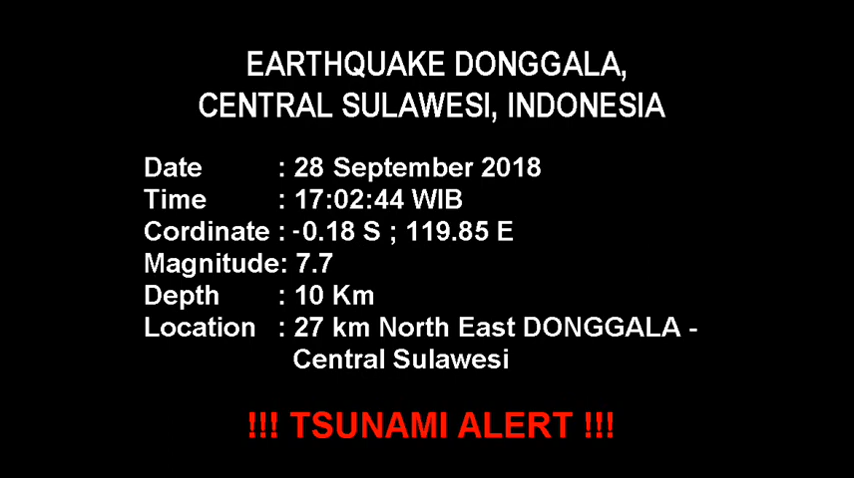 EARTHQUAKE DONGGALA,
CENTRAL SULAWESI, INDONESIA
Date : 28 September 2018
Time : 17:02:44 WIB
Cordinate : -0.18 S ; 119.85 E
Magnitude: 7.7
Depth : 10 Km
Location : 27 km North East DONGGALA -
Central Sulawesi
!!! TSUNAMI ALERT !!!